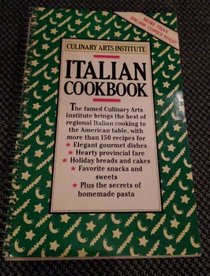 MORE THAN
CULINARY ARTS INSTITUTE
ITALIAN
COOKBOOK
The famed Culinary Arts
Institute brings the best of
regional Italian cooking to
the American table, with
more than 150 recipes for
★ Elegant gourmet dishes
★ Hearty provincial fare
★ Holiday breads and cakes
★ Favorite snacks and
sweets
★ Plus the secrets of
homemade pasta